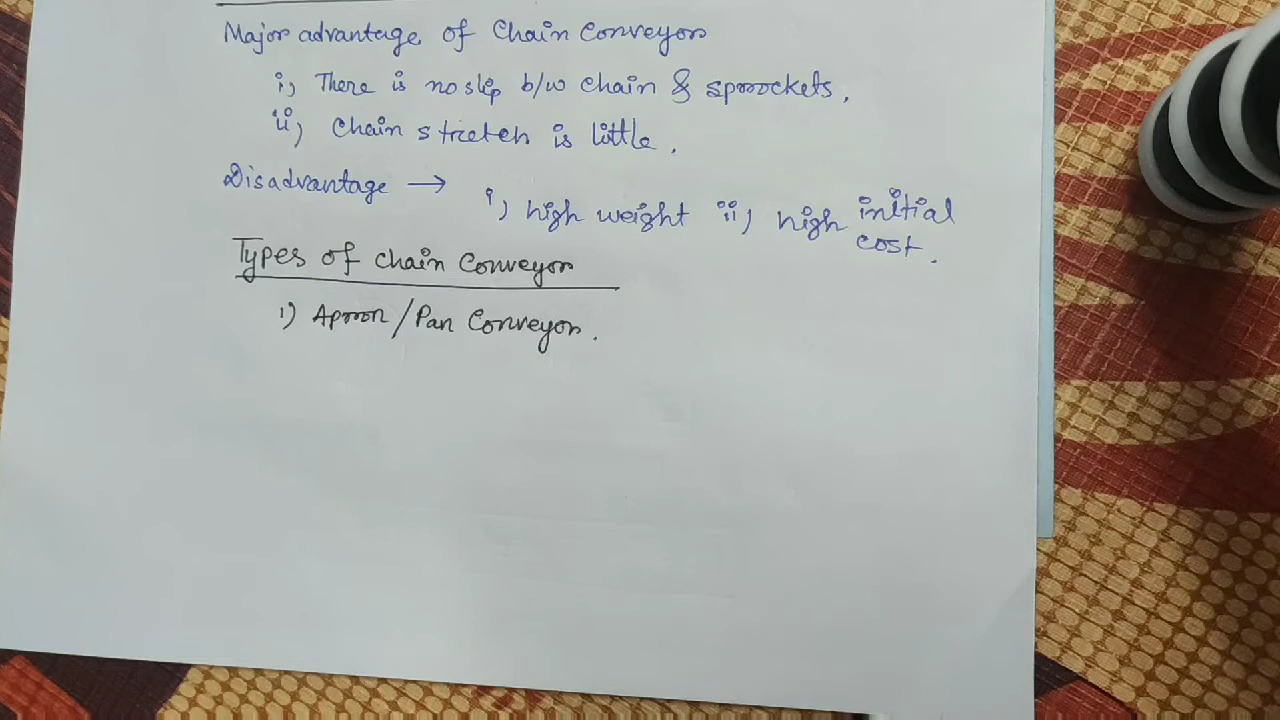 Major advantage of Chain Conveyor
i, There is no slip b/w chain & sprockets.
ii, Chain stretch is little.
Disadvantage → i, high weight ii, high initial cost.
Types of chain Conveyor
1) Apron/Pan Conveyor.